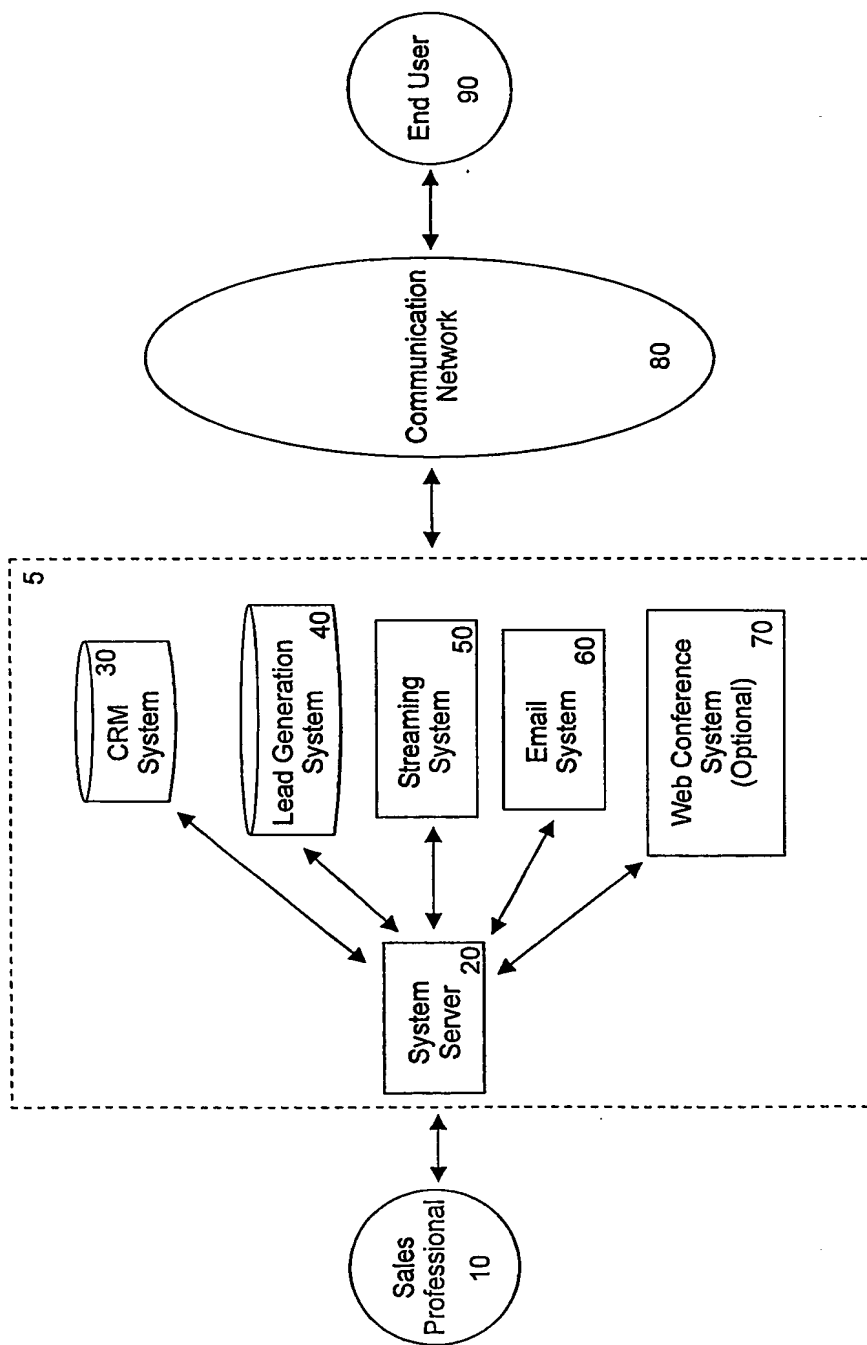 Sales
Professional
10
5
System
Server
20
CRM
System
30
Lead Generation
System
40
Streaming
System
50
Email
System
60
Web Conference
System
(Optional)
70
Communication
Network
80
End User
90